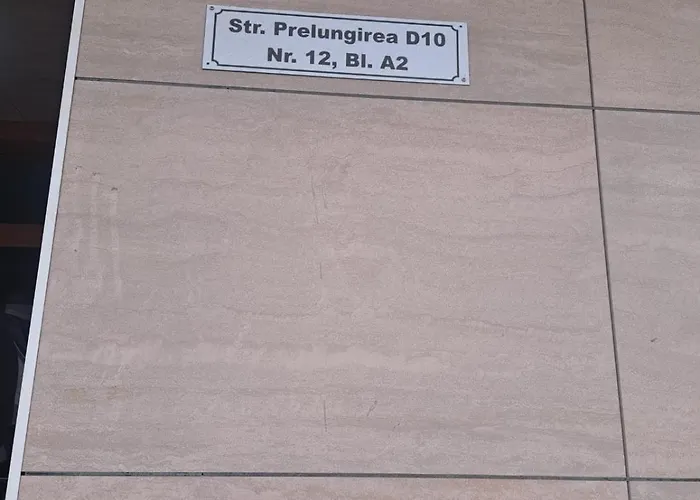 Str. Prelungirea D10
Nr. 12, Bl. A2